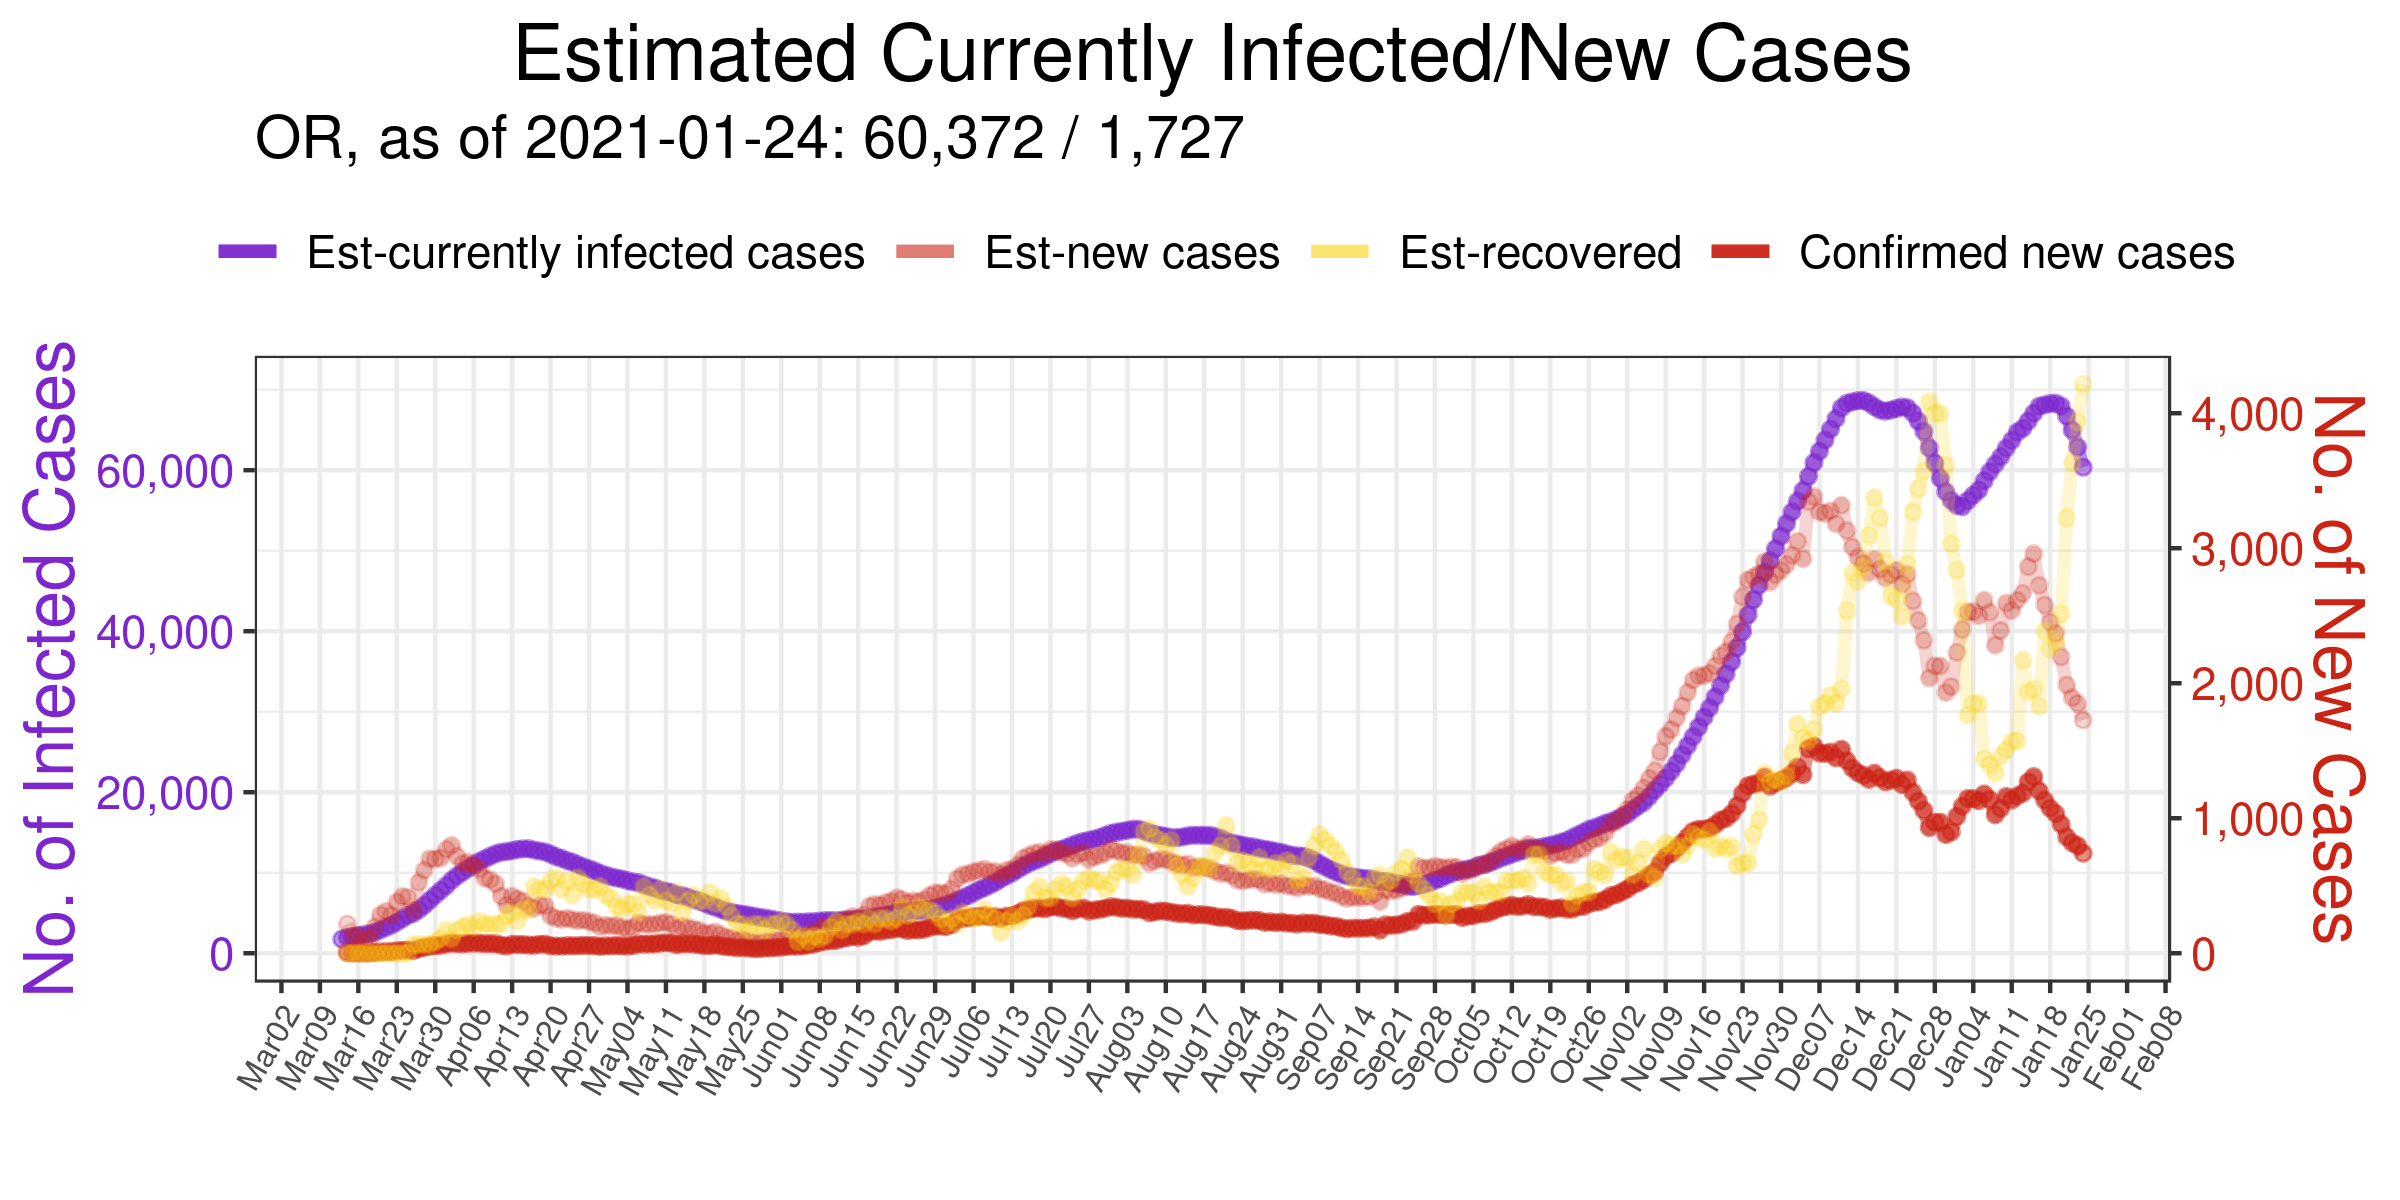 Estimated Currently Infected/New Cases
OR, as of 2021-01-24: 60,372 / 1,727
Est-currently infected cases Est-new cases Est-recovered Confirmed new cases
No. of Infected Cases
60,000
40,000
20,000
0
4,000
3,000
2,000
1,000
0
No. of New Cases
Mar02 Mar09 Mar16 Mar23 Mar30 Apr06 Apr13 Apr20 Apr27 May04 May11 May18 May25 Jun01 Jun08 Jun15 Jun22 Jun29 Jul06 Jul13 Jul20 Jul27 Aug03 Aug10 Aug17 Aug24 Aug31 Sep07 Sep14 Sep21 Sep28 Oct05 Oct12 Oct19 Oct26 Nov02 Nov09 Nov16 Nov23 Nov30 Dec07 Dec14 Dec21 Dec28 Jan04 Jan11 Jan18 Jan25 Feb01 Feb08